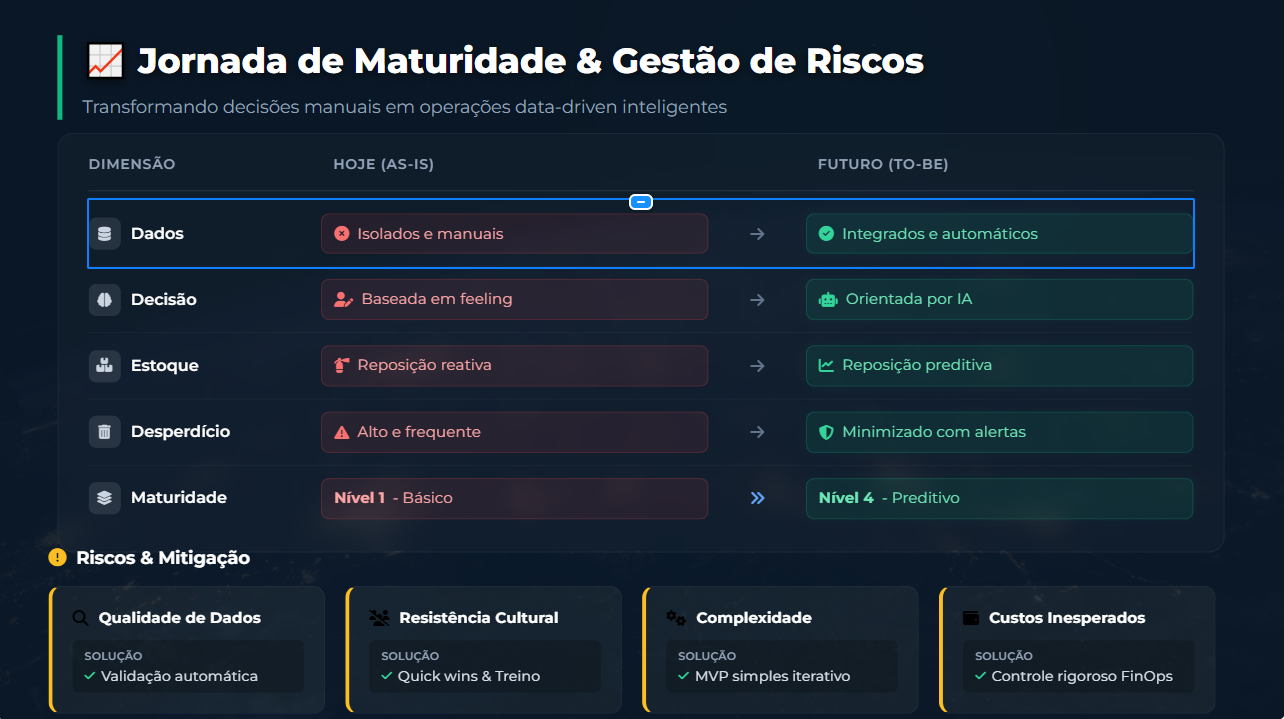 Jornada de Maturidade & Gestão de Riscos
Transformando decisões manuais em operações data-driven inteligentes
DIMENSÃO HOJE (AS-IS) FUTURO (TO-BE)
Dados Isolados e manuais → Integrados e automáticos
Decisão Baseada em feeling → Orientada por IA
Estoque Reposição reativa → Reposição preditiva
Desperdício Alto e frequente → Minimizado com alertas
Maturidade Nível 1 - Básico » Nível 4 - Preditivo
Riscos & Mitigação
Qualidade de Dados
SOLUÇÃO
Validação automática
Resistência Cultural
SOLUÇÃO
Quick wins & Treino
Complexidade
SOLUÇÃO
MVP simples iterativo
Custos Inesperados
SOLUÇÃO
Controle rigoroso FinOps